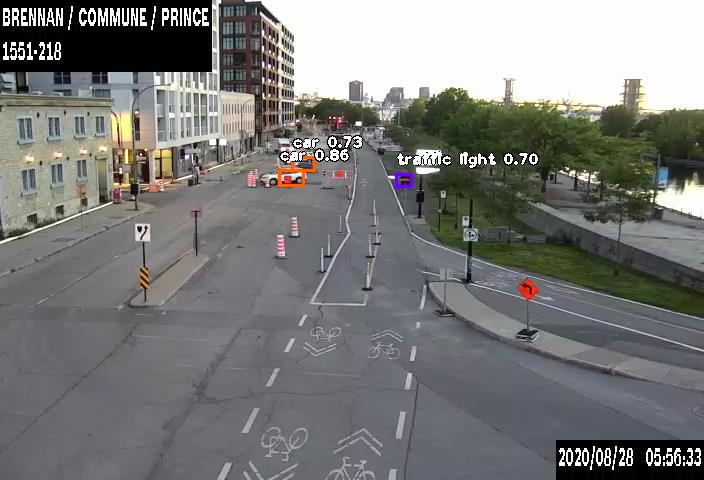 BRENNAN / COMMUNE / PRINCE
1551-218
car 0.73
car 0.86
traffic light 0.70
2020/08/28 05:56:33